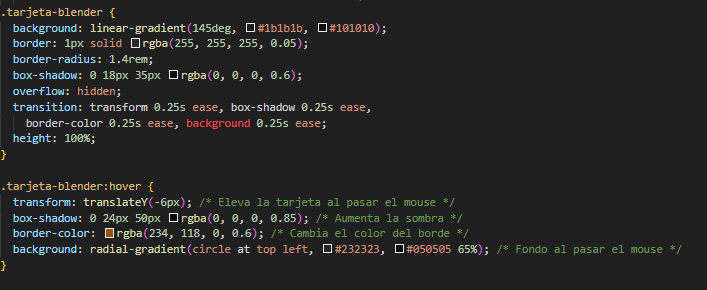 .tarjeta-blender {
  background: linear-gradient(145deg, #1b1b1b, #101010);
  border: 1px solid rgba(255, 255, 255, 0.05);
  border-radius: 1.4rem;
  box-shadow: 0 18px 35px rgba(0, 0, 0, 0.6);
  overflow: hidden;
  transition: transform 0.25s ease, box-shadow 0.25s ease,
    border-color 0.25s ease, background 0.25s ease;
  height: 100%;
}

.tarjeta-blender:hover {
  transform: translateY(-6px); /* Eleva la tarjeta al pasar el mouse */
  box-shadow: 0 24px 50px rgba(0, 0, 0, 0.85); /* Aumenta la sombra */
  border-color: rgba(234, 118, 0, 0.6); /* Cambia el color del borde */
  background: radial-gradient(circle at top left, #232323, #050505 65%); /* Fondo al pasar el mouse */
}